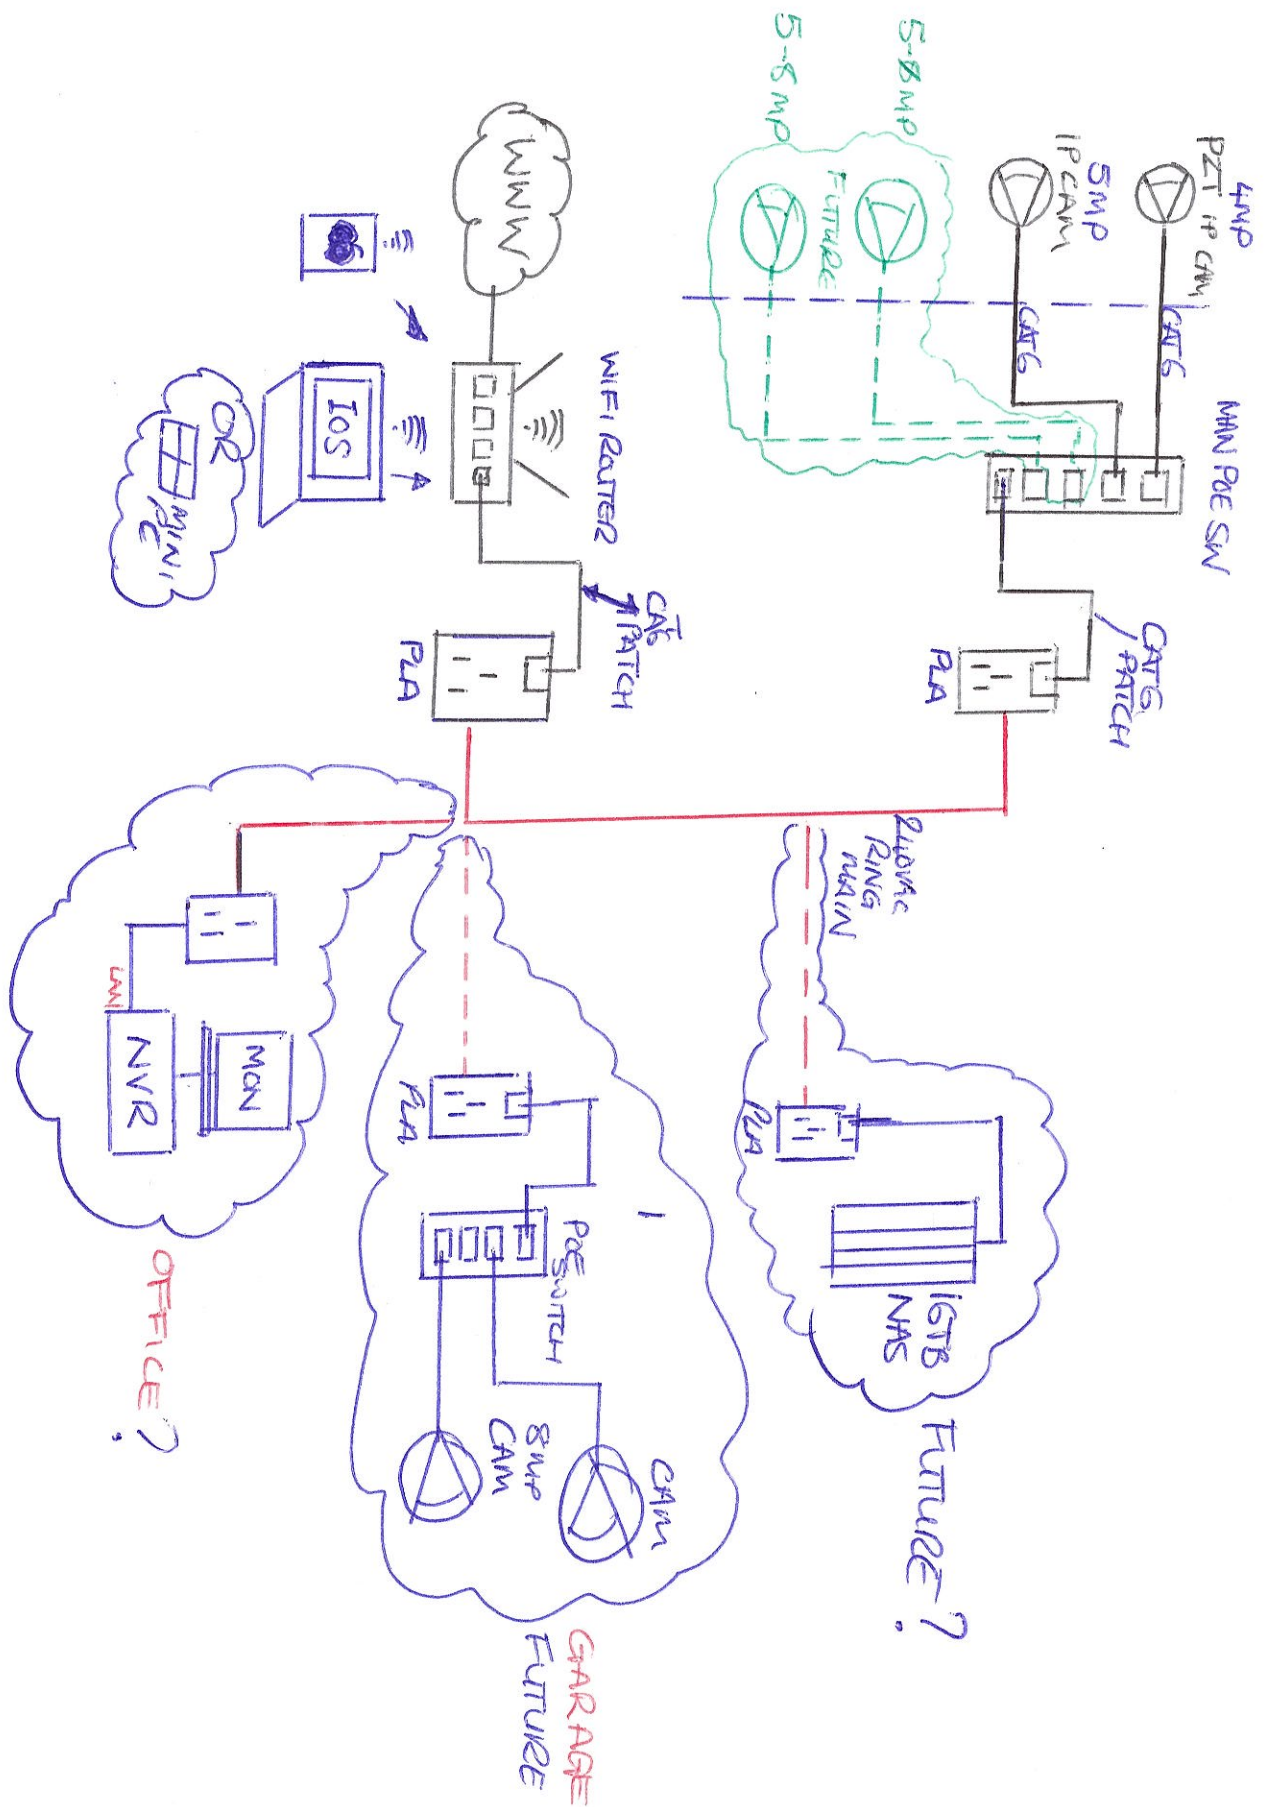 4MP
PZT IP CAM
5MP
IP CAM
5-8MP
5-8MP
FUTURE
CAT6
CAT6
MAIN POE SW
CAT6
PATCH
PLA
WWW
WIFI ROUTER
CAT6
PATCH
PLA
IOS
OR
MINI
PC
240VAC
RING
MAIN
PLA
16TB
NAS
FUTURE?
PLA
POE
SWITCH
CAM
8MP
CAM
GARAGE
FUTURE
LAN
NVR
MON
OFFICE?